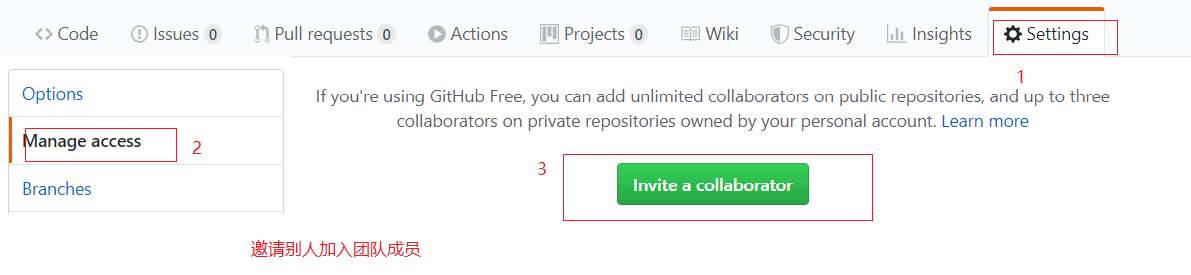 Code Issues 0 Pull requests 0 Actions Projects 0 Wiki Security Insights Settings
1
Options
If you're using GitHub Free, you can add unlimited collaborators on public repositories, and up to three
collaborators on private repositories owned by your personal account. Learn more
Manage access 2
3 Invite a collaborator
Branches
邀请别人加入团队成员